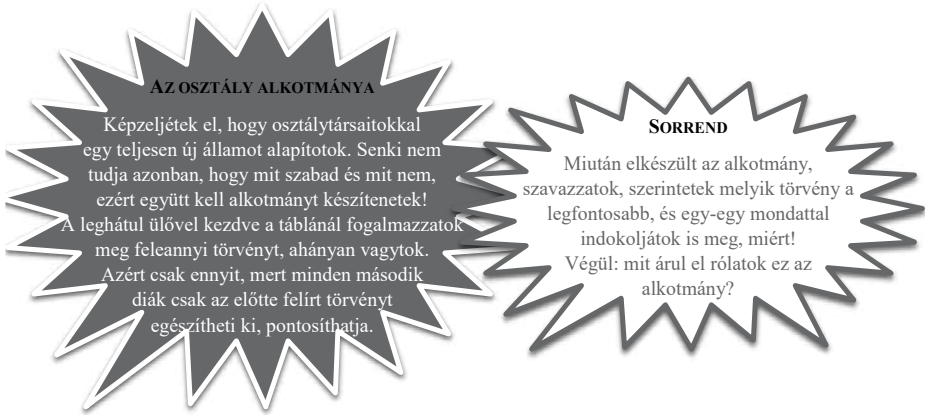 AZ OSZTÁLY ALKOTMÁNYA
Képzeljétek el, hogy osztálytársaitokkal
egy teljesen új államot alapítotok. Senki nem
tudja azonban, hogy mit szabad és mit nem,
ezért együtt kell alkotmányt készítenetek!
A leghátul ülővel kezdve a táblánál fogalmazzatok
meg feleannyi törvényt, ahányan vagytok.
Azért csak ennyit, mert minden második
diák csak az előtte felírt törvényt
egészítheti ki, pontosíthatja.
SORREND
Miután elkészült az alkotmány,
szavazzatok, szerintetek melyik törvény a
legfontosabb, és egy-egy mondattal
indokoljátok is meg, miért!
Végül: mit árul el rólatok ez az
alkotmány?